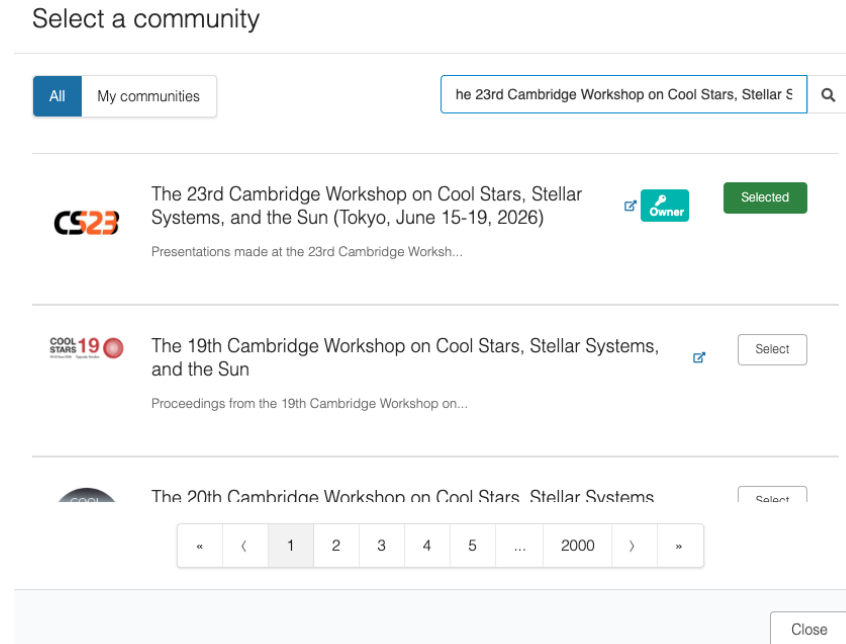 Select a community
All
My communities
he 23rd Cambridge Workshop on Cool Stars, Stellar S
CS23
The 23rd Cambridge Workshop on Cool Stars, Stellar
Systems, and the Sun (Tokyo, June 15-19, 2026)
Owner
Selected
Presentations made at the 23rd Cambridge Worksh...
COOL
STARS 19
The 19th Cambridge Workshop on Cool Stars, Stellar Systems,
and the Sun
Select
Proceedings from the 19th Cambridge Workshop on...
COOL
The 20th Cambridge Workshop on Cool Stars, Stellar Systems
Select
« ‹ 1 2 3 4 5 ... 2000 › »
Close